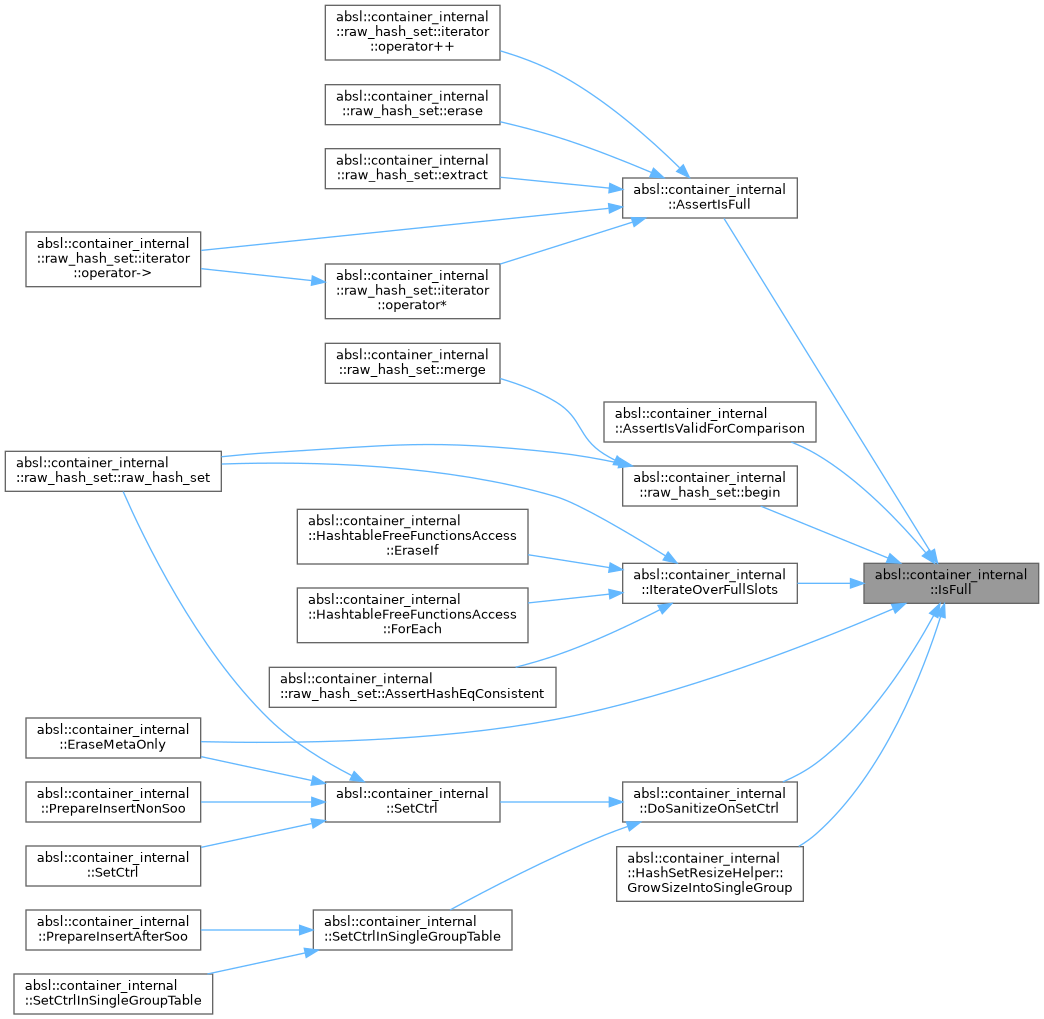 absl::container_internal
::raw_hash_set::iterator
::operator++
absl::container_internal
::raw_hash_set::erase
absl::container_internal
::raw_hash_set::extract
absl::container_internal
::AssertIsFull
absl::container_internal
::raw_hash_set::iterator
::operator->
absl::container_internal
::raw_hash_set::iterator
::operator*
absl::container_internal
::raw_hash_set::merge
absl::container_internal
::AssertIsValidForComparison
absl::container_internal
::raw_hash_set::raw_hash_set
absl::container_internal
::raw_hash_set::begin
absl::container_internal
::HashtableFreeFunctionsAccess
::EraseIf
absl::container_internal
::IterateOverFullSlots
absl::container_internal
::IsFull
absl::container_internal
::HashtableFreeFunctionsAccess
::ForEach
absl::container_internal
::raw_hash_set::AssertHashEqConsistent
absl::container_internal
::EraseMetaOnly
absl::container_internal
::PrepareInsertNonSoo
absl::container_internal
::SetCtrl
absl::container_internal
::DoSanitizeOnSetCtrl
absl::container_internal
::SetCtrl
absl::container_internal
::HashSetResizeHelper::
GrowSizeIntoSingleGroup
absl::container_internal
::PrepareInsertAfterSoo
absl::container_internal
::SetCtrlInSingleGroupTable
absl::container_internal
::SetCtrlInSingleGroupTable